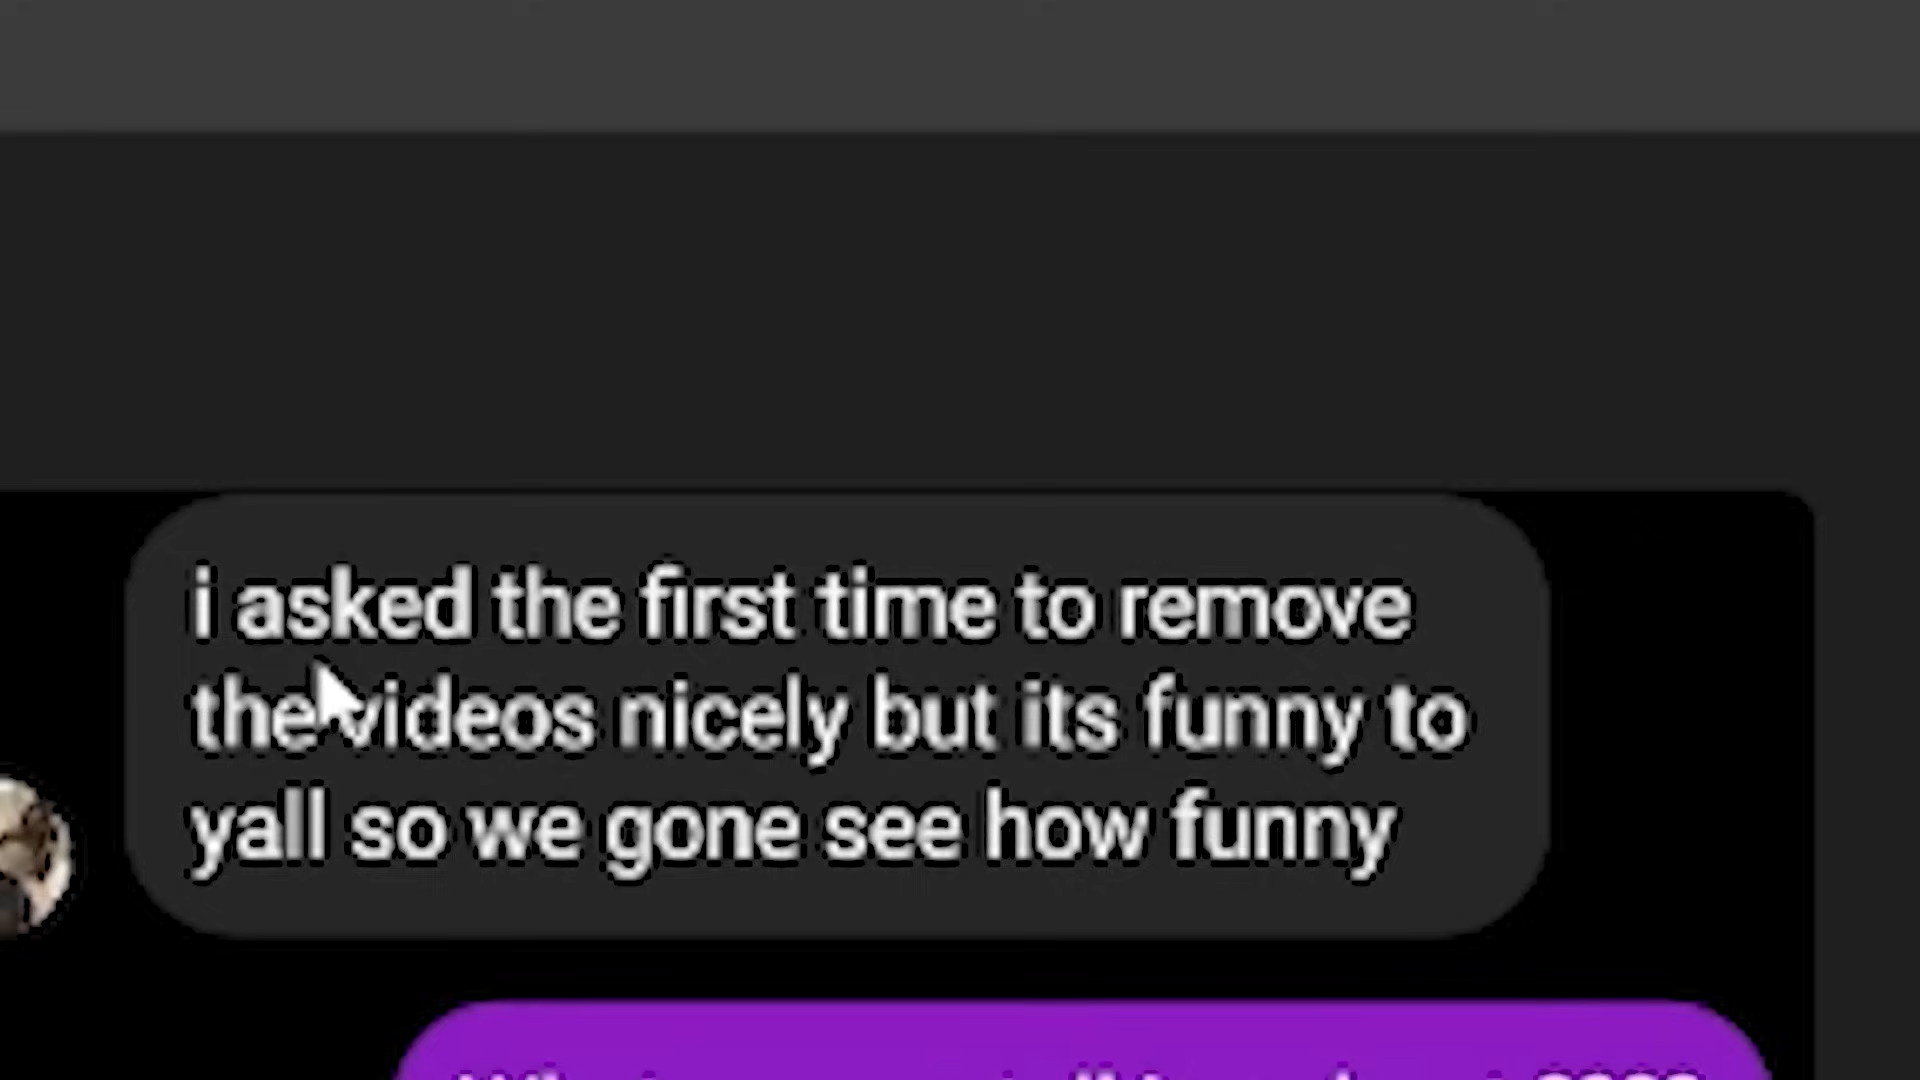 i asked the first time to remove
the videos nicely but its funny to
yall so we gone see how funny